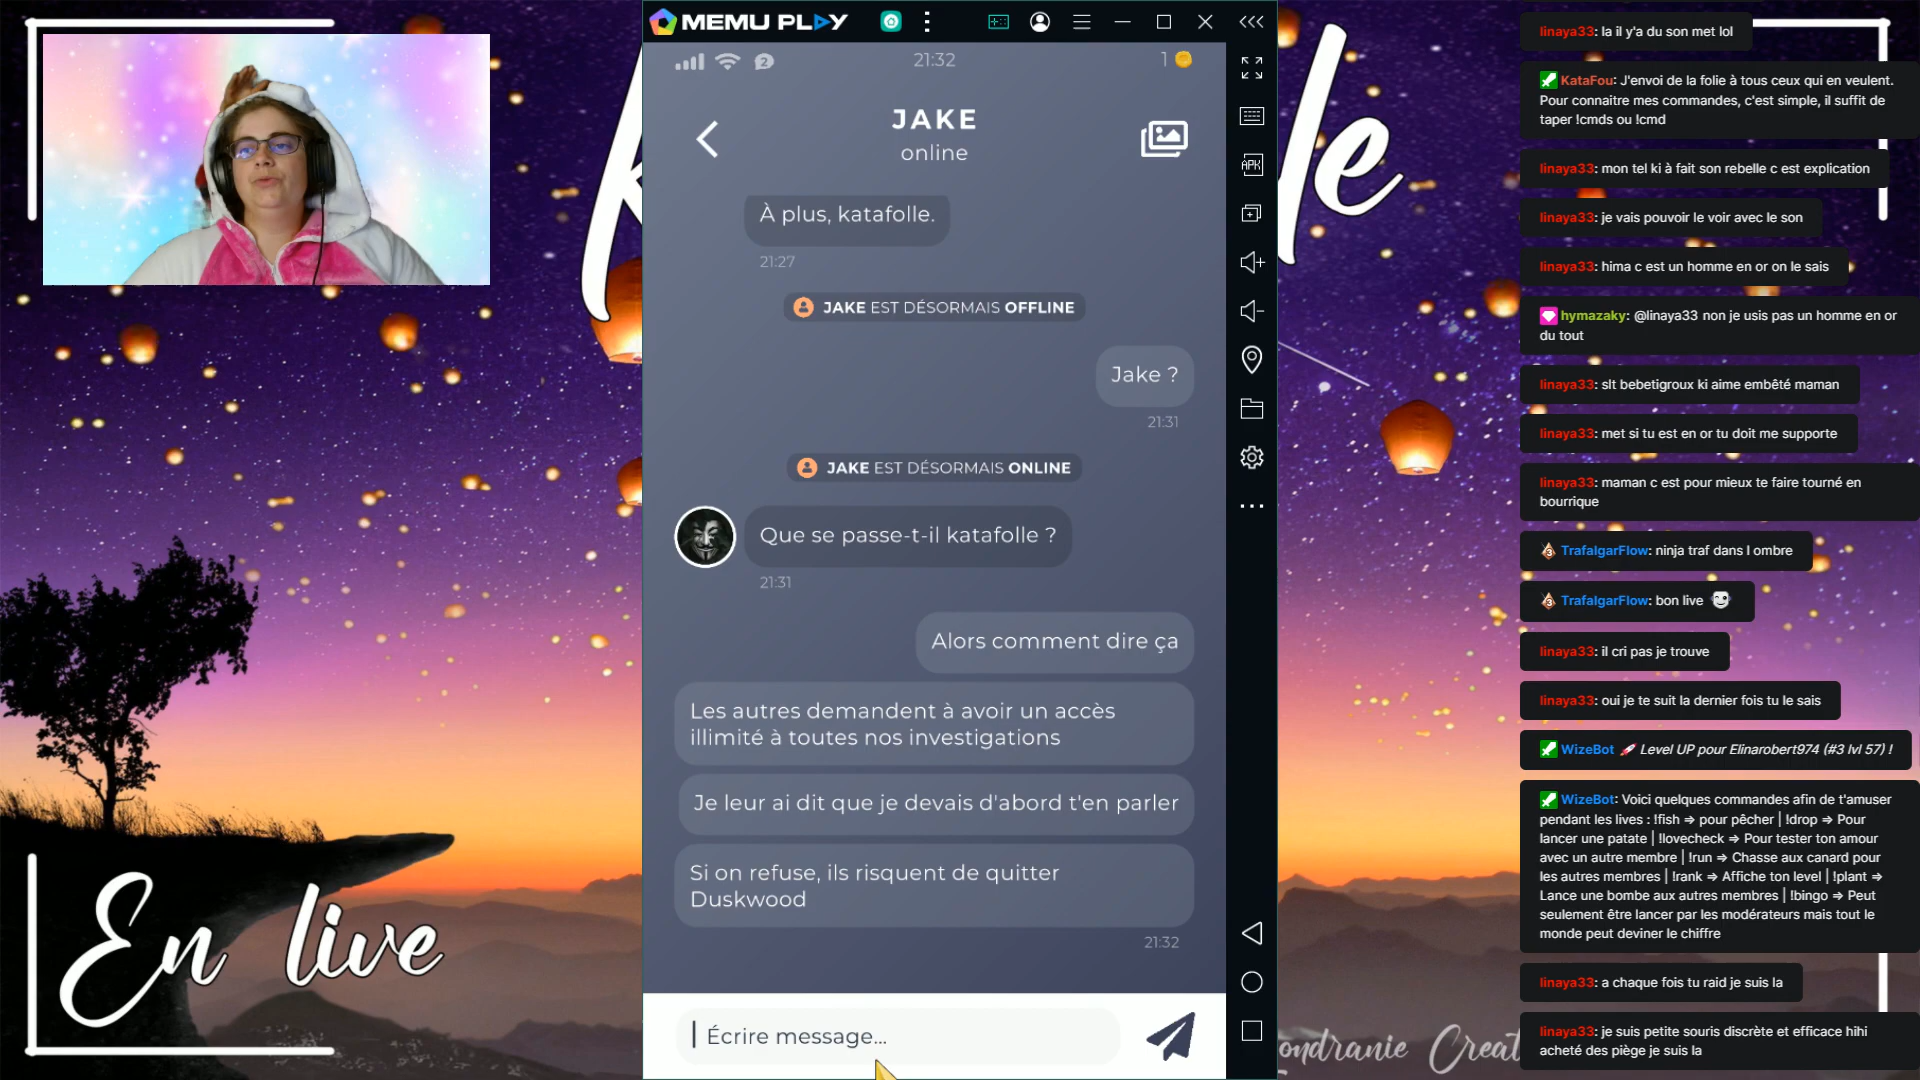 MEMU PLAY
21:32
2
1
JAKE
online
À plus, katafolle.
21:27
JAKE EST DÉSORMAIS OFFLINE
Jake ?
21:31
JAKE EST DÉSORMAIS ONLINE
Que se passe-t-il katafolle ?
21:31
Alors comment dire ça
Les autres demandent à avoir un accès
illimité à toutes nos investigations
Je leur ai dit que je devais d'abord t'en parler
Si on refuse, ils risquent de quitter
Duskwood
21:32
Écrire message...
APK
En live
le
ondranie Creat
linaya33: la il y'a du son met lol
KataFou: J'envoi de la folie à tous ceux qui en veulent.
Pour connaitre mes commandes, c'est simple, il suffit de
taper !cmds ou !cmd
linaya33: mon tel ki à fait son rebelle c est explication
linaya33: je vais pouvoir le voir avec le son
linaya33: hima c est un homme en or on le sais
hymazaky: @linaya33 non je usis pas un homme en or
du tout
linaya33: slt bebetigroux ki aime embêté maman
linaya33: met si tu est en or tu doit me supporte
linaya33: maman c est pour mieux te faire tourné en
bourrique
TrafalgarFlow: ninja traf dans l ombre
TrafalgarFlow: bon live
linaya33: il cri pas je trouve
linaya33: oui je te suit la dernier fois tu le sais
WizeBot Level UP pour Elinarobert974 (#3 lvl 57) !
WizeBot: Voici quelques commandes afin de t'amuser
pendant les lives : !fish ⇒ pour pêcher | !drop ⇒ Pour
lancer une patate | !lovecheck ⇒ Pour tester ton amour
avec un autre membre | !run ⇒ Chasse aux canard pour
les autres membres | !rank ⇒ Affiche ton level | !plant ⇒
Lance une bombe aux autres membres | !bingo ⇒ Peut
seulement être lancer par les modérateurs mais tout le
monde peut deviner le chiffre
linaya33: a chaque fois tu raid je suis la
linaya33: je suis petite souris discrète et efficace hihi
acheté des piège je suis la